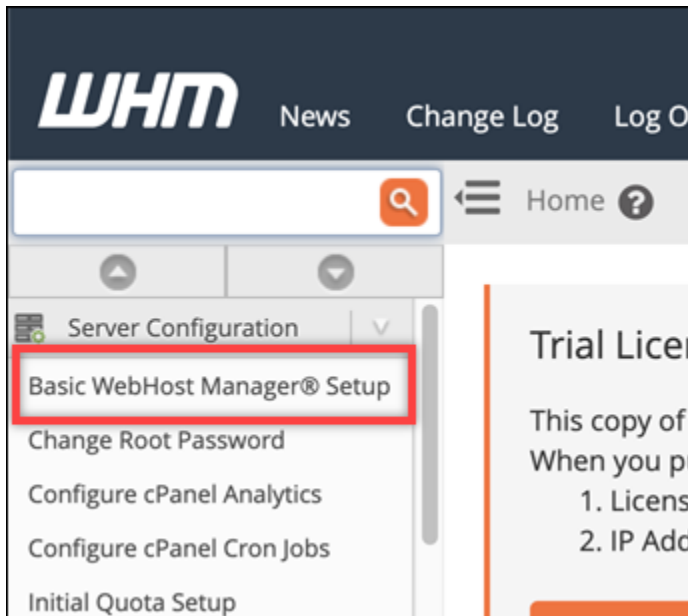 WHM
News
Change Log
Home
Server Configuration
Basic WebHost Manager® Setup
Change Root Password
Configure cPanel Analytics
Configure cPanel Cron Jobs
Initial Quota Setup
Trial
This copy of
When you
1.
2. IP